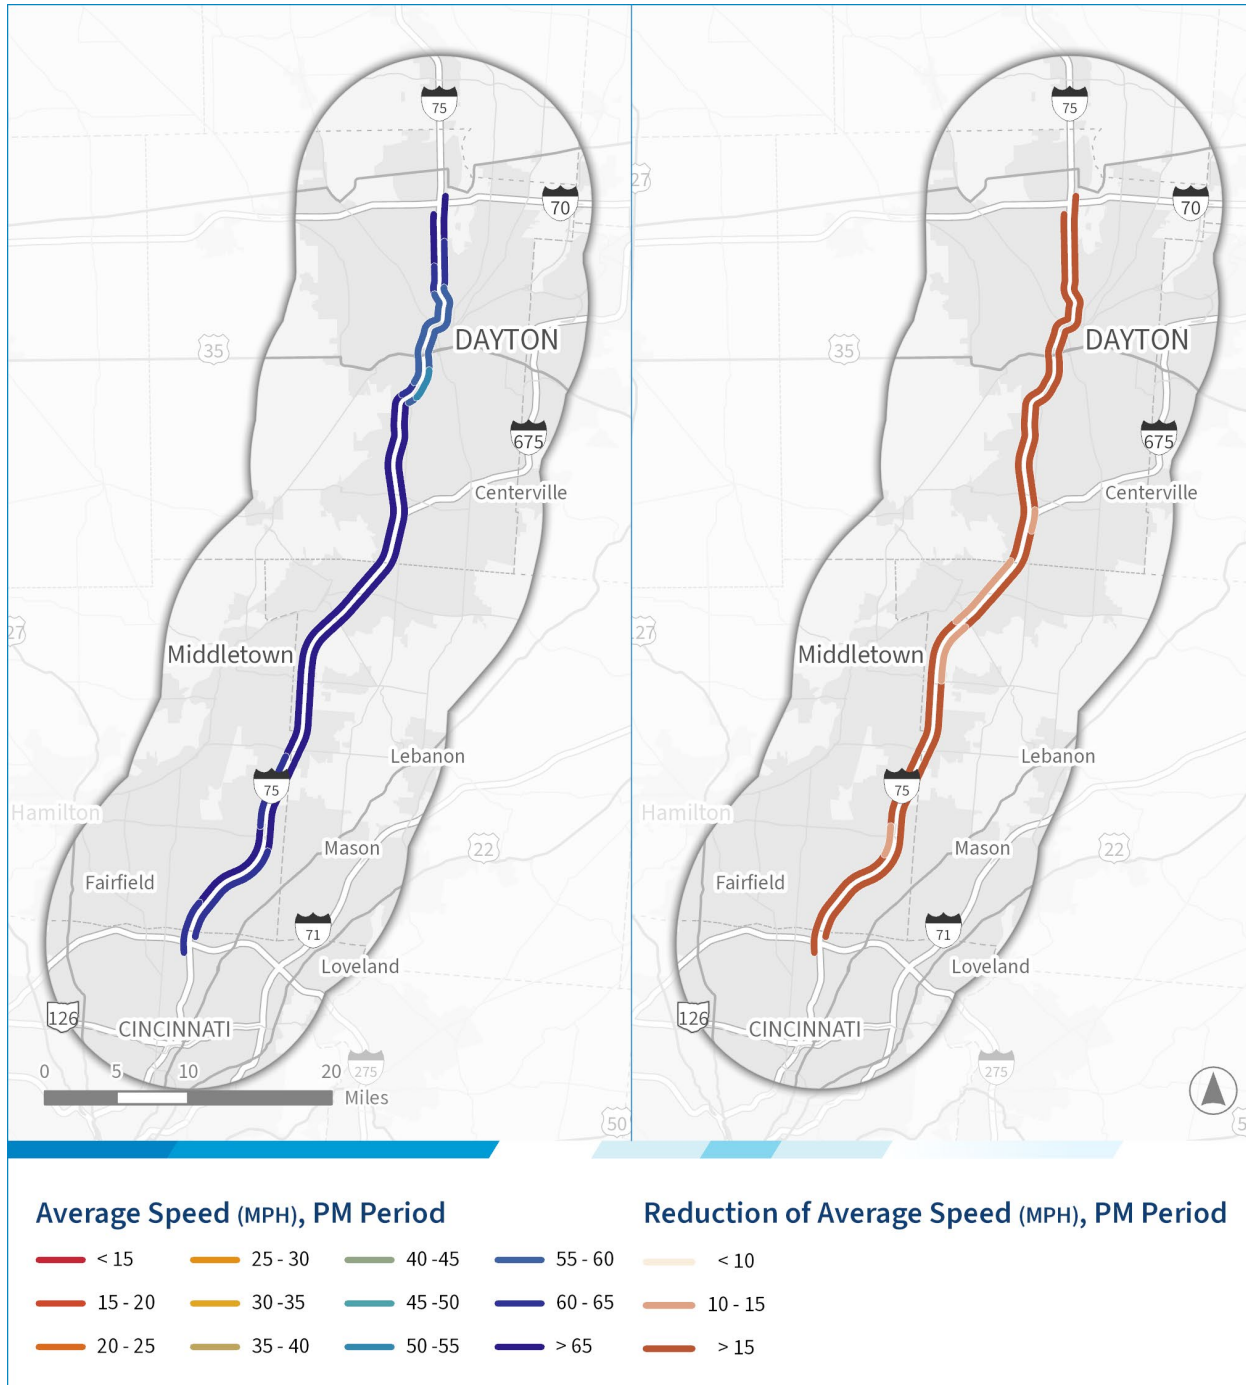 75
75
70
70
27
DAYTON
DAYTON
35
35
675
675
Centerville
Centerville
27
27
Middletown
Middletown
Lebanon
Lebanon
75
75
Hamilton
Hamilton
Mason
Mason
22
22
Fairfield
Fairfield
71
71
Loveland
Loveland
126
CINCINNATI
126
CINCINNATI
0 5 10 20
Miles
275
275
50
5
Average Speed (MPH), PM Period
< 15
25 - 30
40 -45
55 - 60
15 - 20
30 -35
45 -50
60 - 65
20 - 25
35 - 40
50 -55
> 65
Reduction of Average Speed (MPH), PM Period
< 10
10 - 15
> 15